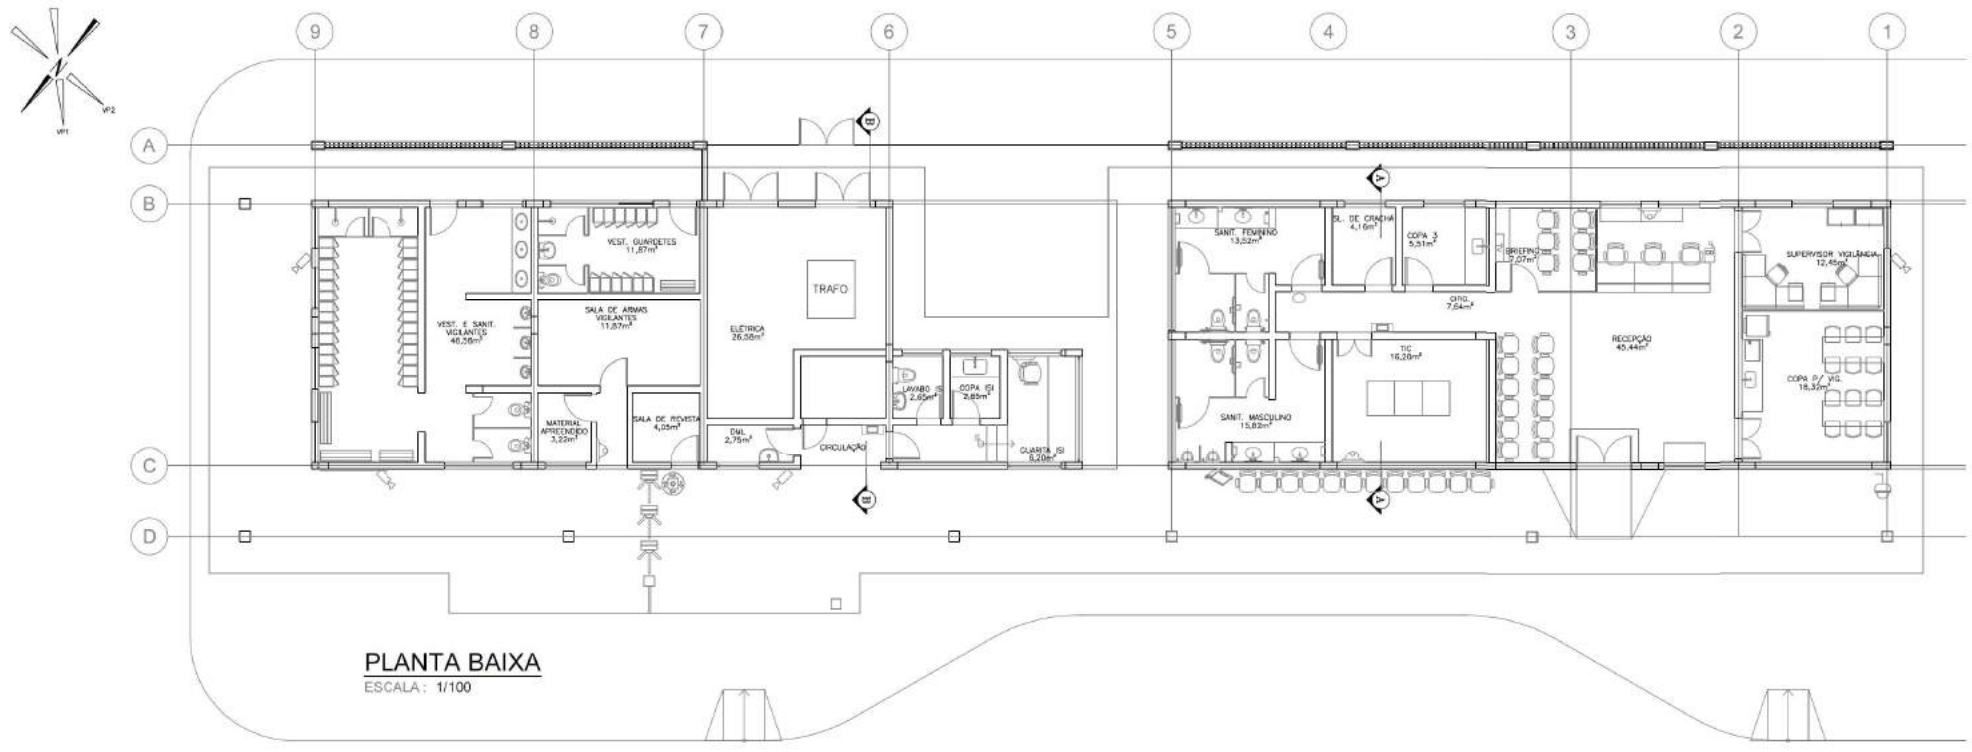 9
8
7
6
5
4
3
2
1
N
VP1
VP2
A
B
C
D
B
A
VEST. GUARDETES
11,87m²
SL. DE CRACHÁ
4,16m²
SANIT. FEMININO
13,52m²
COPA 3
5,51m²
BRIEFING
7,07m²
SUPERVISOR VIGILÂNCIA
12,45m²
TRAFO
SALA DE ARMAS
VIGILANTES
11,87m²
VEST. E SANIT.
VIGILANTES
46,56m²
ELÉTRICA
26,58m²
CIRC.
7,64m²
RECEPÇÃO
45,44m²
TIC
16,28m²
LAVABO ISI
2,65m²
COPA ISI
2,85m²
COPA P/ VIG.
18,32m²
MATERIAL
APREENDIDO
3,22m²
SALA DE REVISTA
4,05m²
SANIT. MASCULINO
15,82m²
DML
2,75m²
CIRCULAÇÃO
GUARITA ISI
6,20m²
B
A
PLANTA BAIXA
ESCALA : 1/100